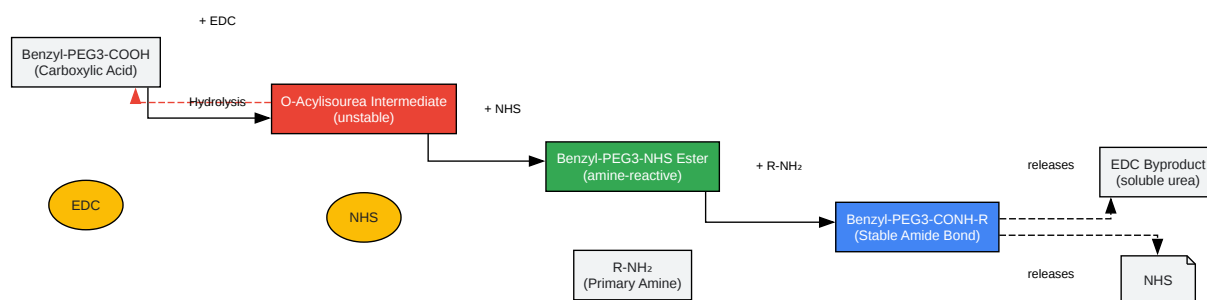 + EDC
Benzyl-PEG3-COOH
(Carboxylic Acid)
Hydrolysis
O-Acylisourea Intermediate
(unstable)
+ NHS
Benzyl-PEG3-NHS Ester
(amine-reactive)
+ R-NH₂
releases
EDC Byproduct
(soluble urea)
EDC
NHS
Benzyl-PEG3-CONH-R
(Stable Amide Bond)
R-NH₂
(Primary Amine)
releases
NHS